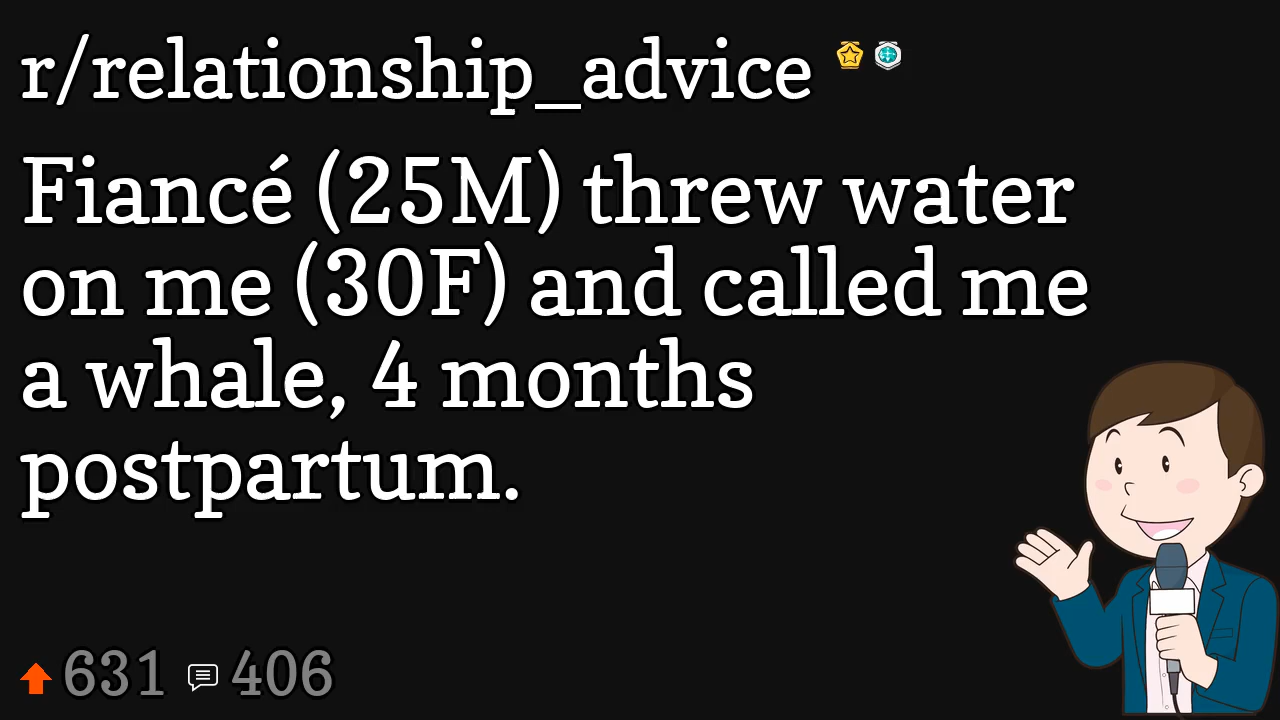 r/relationship_advice
Fiancé (25M) threw water
on me (30F) and called me
a whale, 4 months
postpartum.
631 406